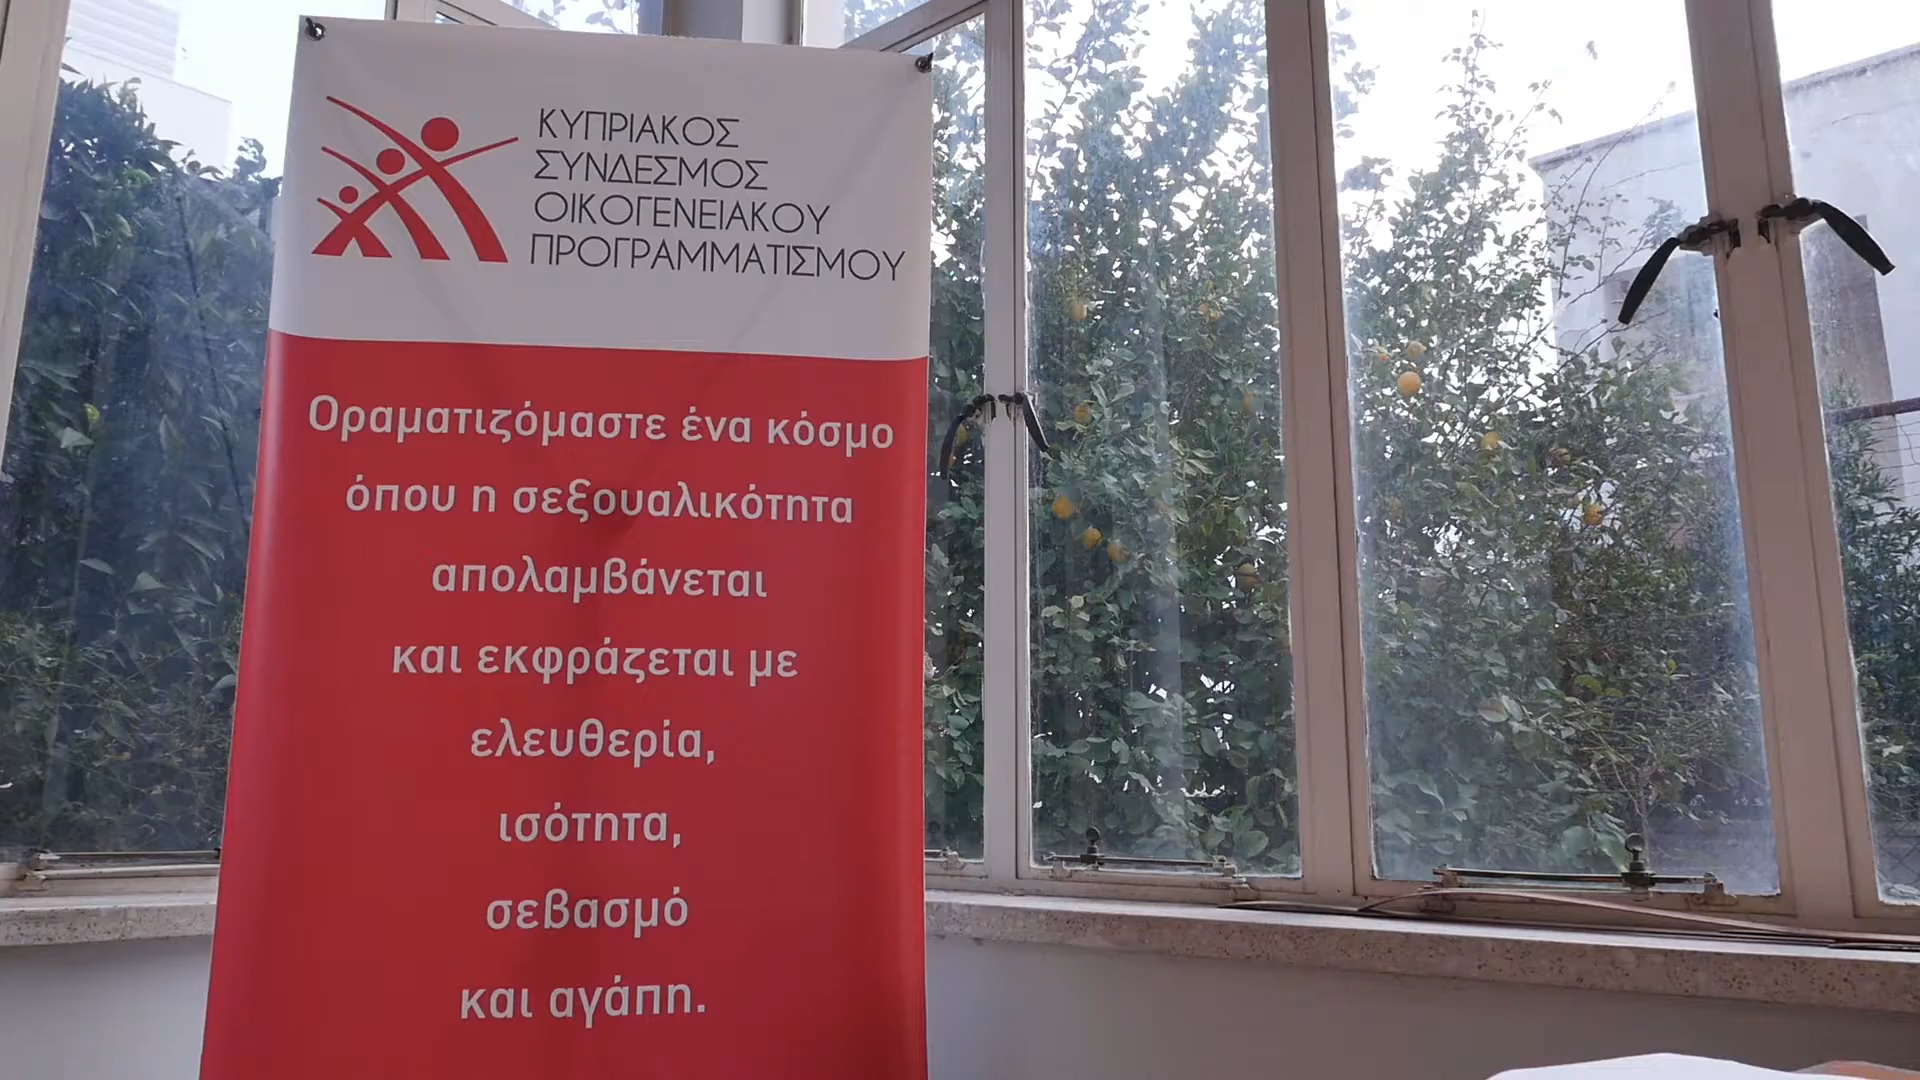 ΚΥΠΡΙΑΚΟΣ
ΣΥΝΔΕΣΜΟΣ
ΟΙΚΟΓΕΝΕΙΑΚΟΥ
ΠΡΟΓΡΑΜΜΑΤΙΣΜΟΥ
Οραματιζόμαστε ένα κόσμο
όπου η σεξουαλικότητα
απολαμβάνεται
και εκφράζεται με
ελευθερία,
ισότητα,
σεβασμό
και αγάπη.